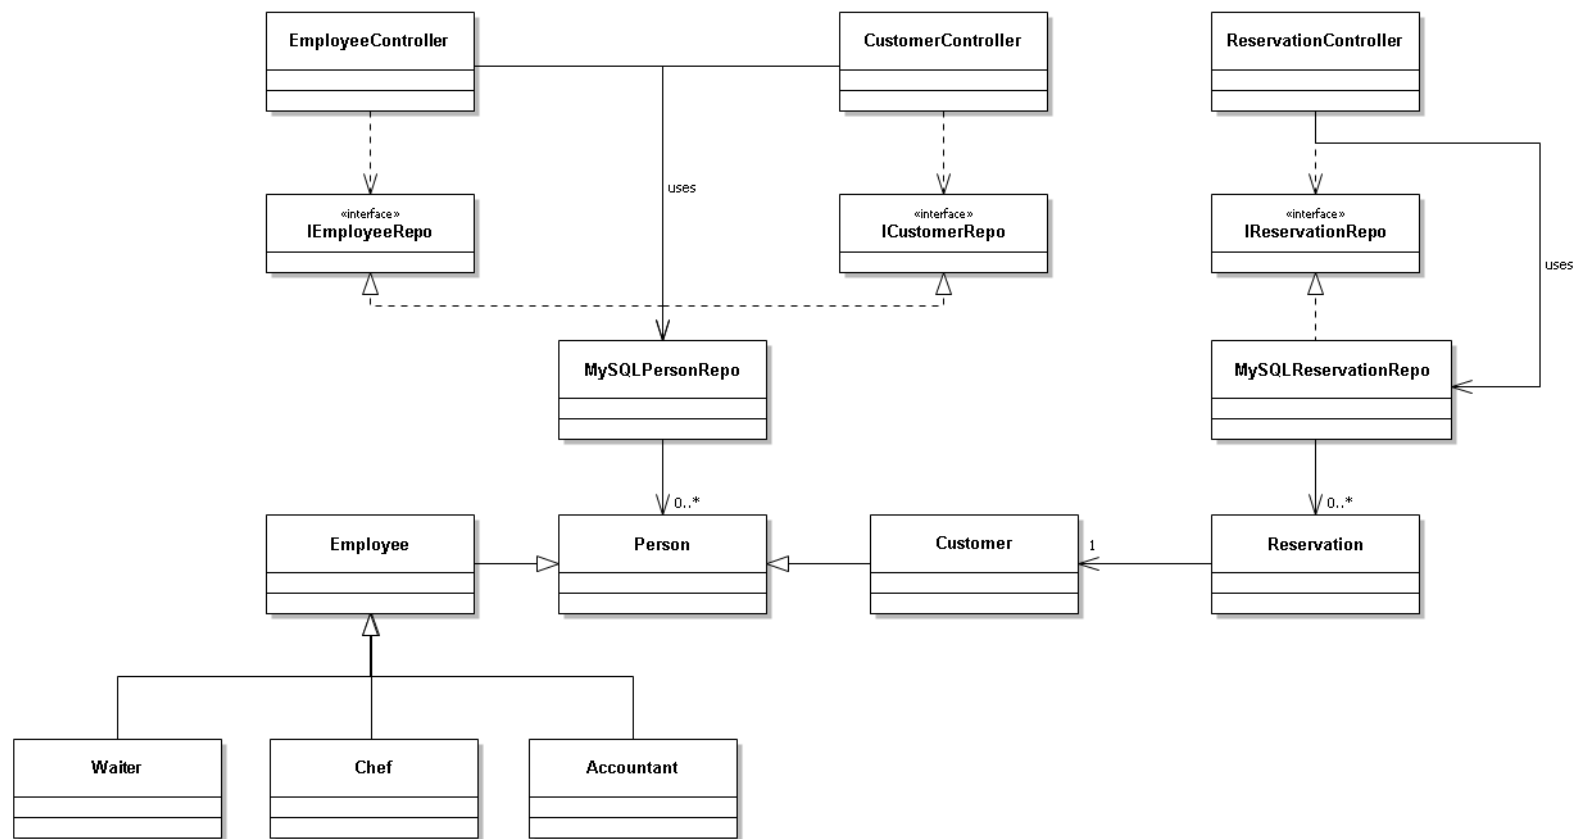 EmployeeController
CustomerController
ReservationController
uses
«interface»
IEmployeeRepo
«interface»
ICustomerRepo
«interface»
IReservationRepo
uses
MySQLPersonRepo
MySQLReservationRepo
0..*
0..*
Employee
Person
Customer
1
Reservation
Waiter
Chef
Accountant